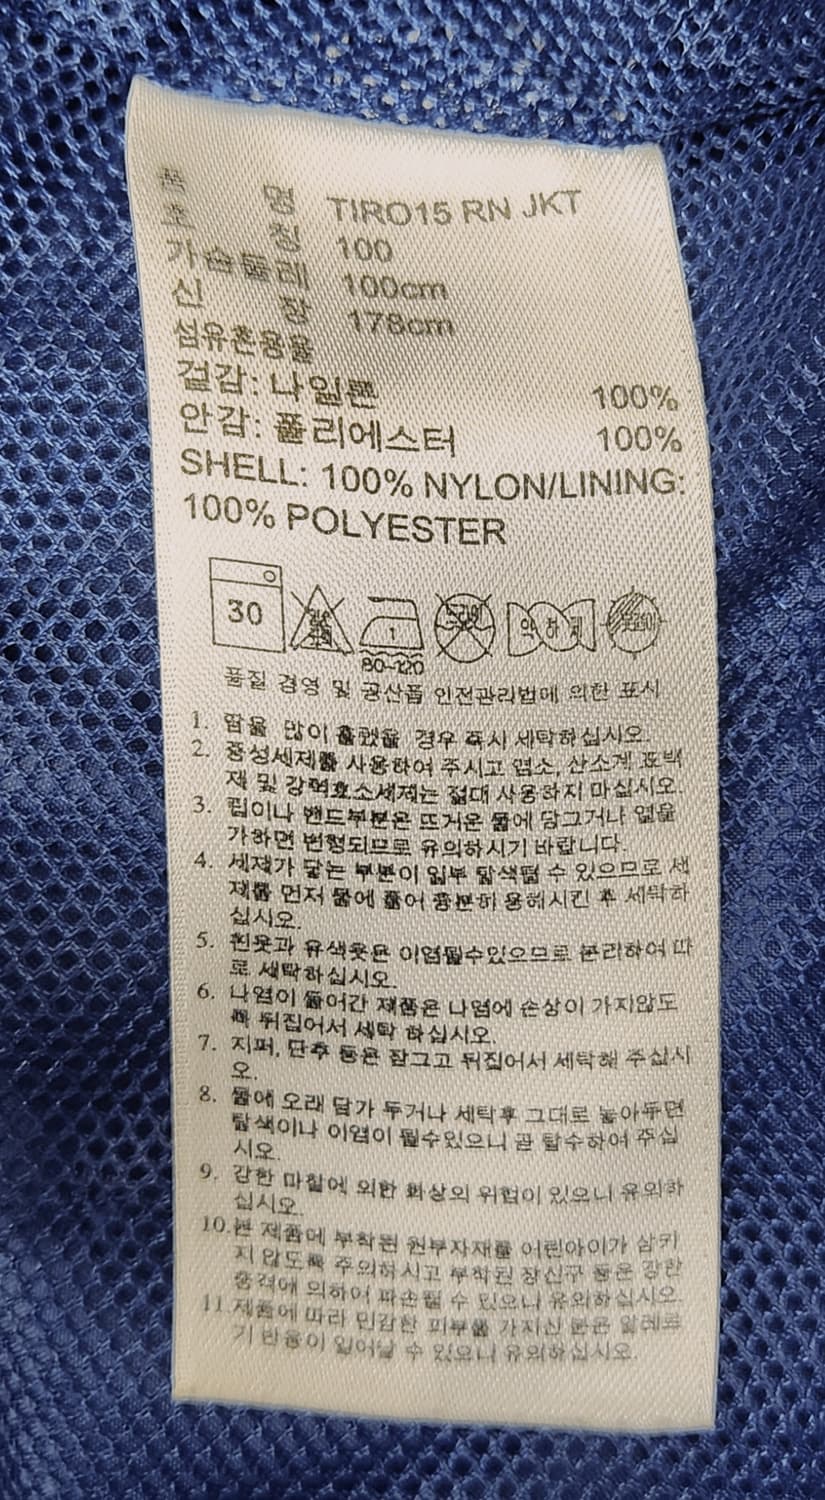 품 명 TIRO15 RN JKT
호 칭 100
가슴둘레 100cm
신 장 178cm
섬유혼용율
겉감: 나일론 100%
안감: 폴리에스터 100%
SHELL: 100% NYLON/LINING:
100% POLYESTER
30
80~120
약하게
품질 경영 및 공산품 안전관리법에 의한 표시
1. 땀을 많이 흘렸을 경우 즉시 세탁하십시오.
2. 중성세제를 사용하여 주시고 염소, 산소계 표백
제 및 강력효소세제는 절대 사용하지 마십시오.
3. 립이나 밴드부분은 뜨거운 물에 담그거나 열을
가하면 변형되므로 유의하시기 바랍니다.
4. 세제가 닿는 부분이 일부 탈색될 수 있으므로 세
제를 먼저 물에 풀어 충분히 용해시킨 후 세탁하
십시오.
5. 흰옷과 유색옷은 이염될수있으므로 분리하여 따
로 세탁하십시오.
6. 나염이 들어간 제품은 나염에 손상이 가지않도
록 뒤집어서 세탁 하십시오.
7. 지퍼, 단추 등은 잠그고 뒤집어서 세탁해 주십시
오.
8. 물에 오래 담가 두거나 세탁후 그대로 놓아두면
탈색이나 이염이 될수있으니 곧 탈수하여 주십
시오.
9. 강한 마찰에 의한 화상의 위험이 있으니 유의하
십시오.
10.본 제품에 부착된 원부자재를 어린아이가 삼키
지 않도록 주의하시고 부착된 장신구 등은 강한
충격에 의하여 파손될 수 있으니 유의하십시오.
11.제품에 따라 민감한 피부를 가지신 분은 알레르
기 반응이 일어날 수 있으니 유의하십시오.